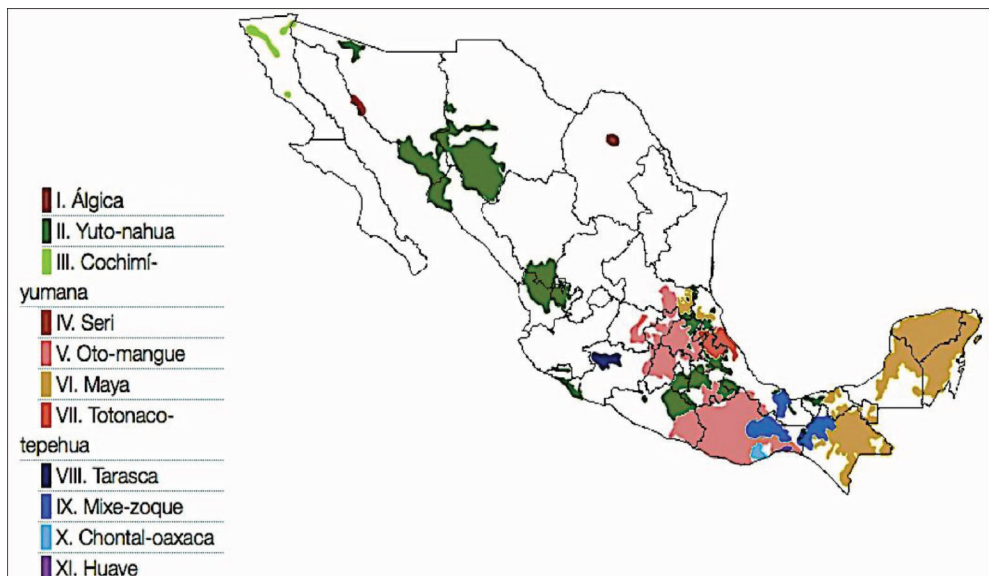 I. Álgica
II. Yuto-nahua
III. Cochimí-
yumana
IV. Seri
V. Oto-mangue
VI. Maya
VII. Totonaco-
tepehua
VIII. Tarasca
IX. Mixe-zoque
X. Chontal-oaxaca
XI. Huave